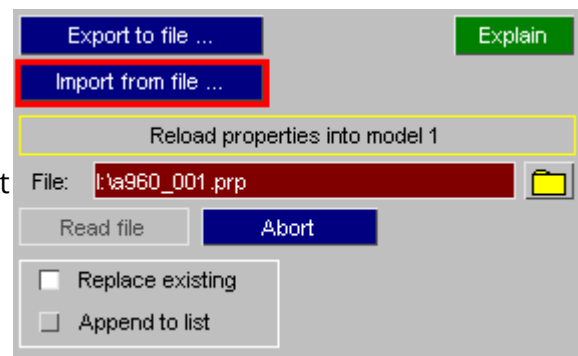 Export to file ... Explain
Import from file ...
Reload properties into model 1
t File: I:\a960_001.prp
Read file Abort
Replace existing
Append to list